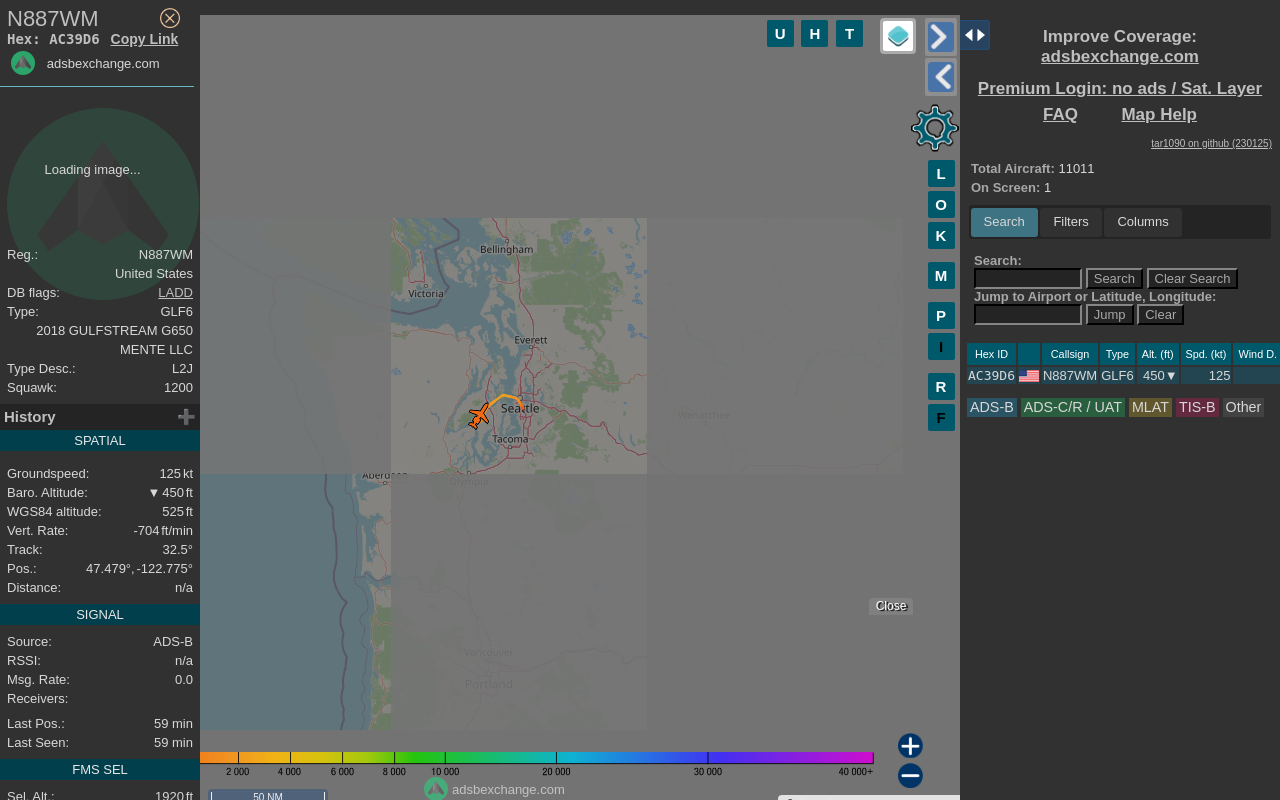 N887WM
Hex: AC39D6 Copy Link
adsbexchange.com
Loading image...
Reg.: N887WM
United States
DB flags: LADD
Type: GLF6
2018 GULFSTREAM G650
MENTE LLC
Type Desc.: L2J
Squawk: 1200
History
SPATIAL
Groundspeed: 125 kt
Baro. Altitude: ▼ 450 ft
WGS84 altitude: 525 ft
Vert. Rate: -704 ft/min
Track: 32.5°
Pos.: 47.479°, -122.775°
Distance: n/a
SIGNAL
Source: ADS-B
RSSI: n/a
Msg. Rate: 0.0
Receivers:
Last Pos.: 59 min
Last Seen: 59 min
FMS SEL
Sel. Alt.: 1920 ft
U H T
L
O
K
M
P
I
R
F
Bellingham
Victoria
Everett
Seattle
Tacoma
Wenatchee
Aberdeen
Olympia
Vancouver
Portland
Close
2 000 4 000 6 000 8 000 10 000 20 000 30 000 40 000+
50 NM
adsbexchange.com
Improve Coverage:
adsbexchange.com
Premium Login: no ads / Sat. Layer
FAQ Map Help
tar1090 on github (230125)
Total Aircraft: 11011
On Screen: 1
Search Filters Columns
Search:
Search Clear Search
Jump to Airport or Latitude, Longitude:
Jump Clear
Hex ID Callsign Type Alt. (ft) Spd. (kt) Wind D.
AC39D6 N887WM GLF6 450▼ 125
ADS-B ADS-C/R / UAT MLAT TIS-B Other